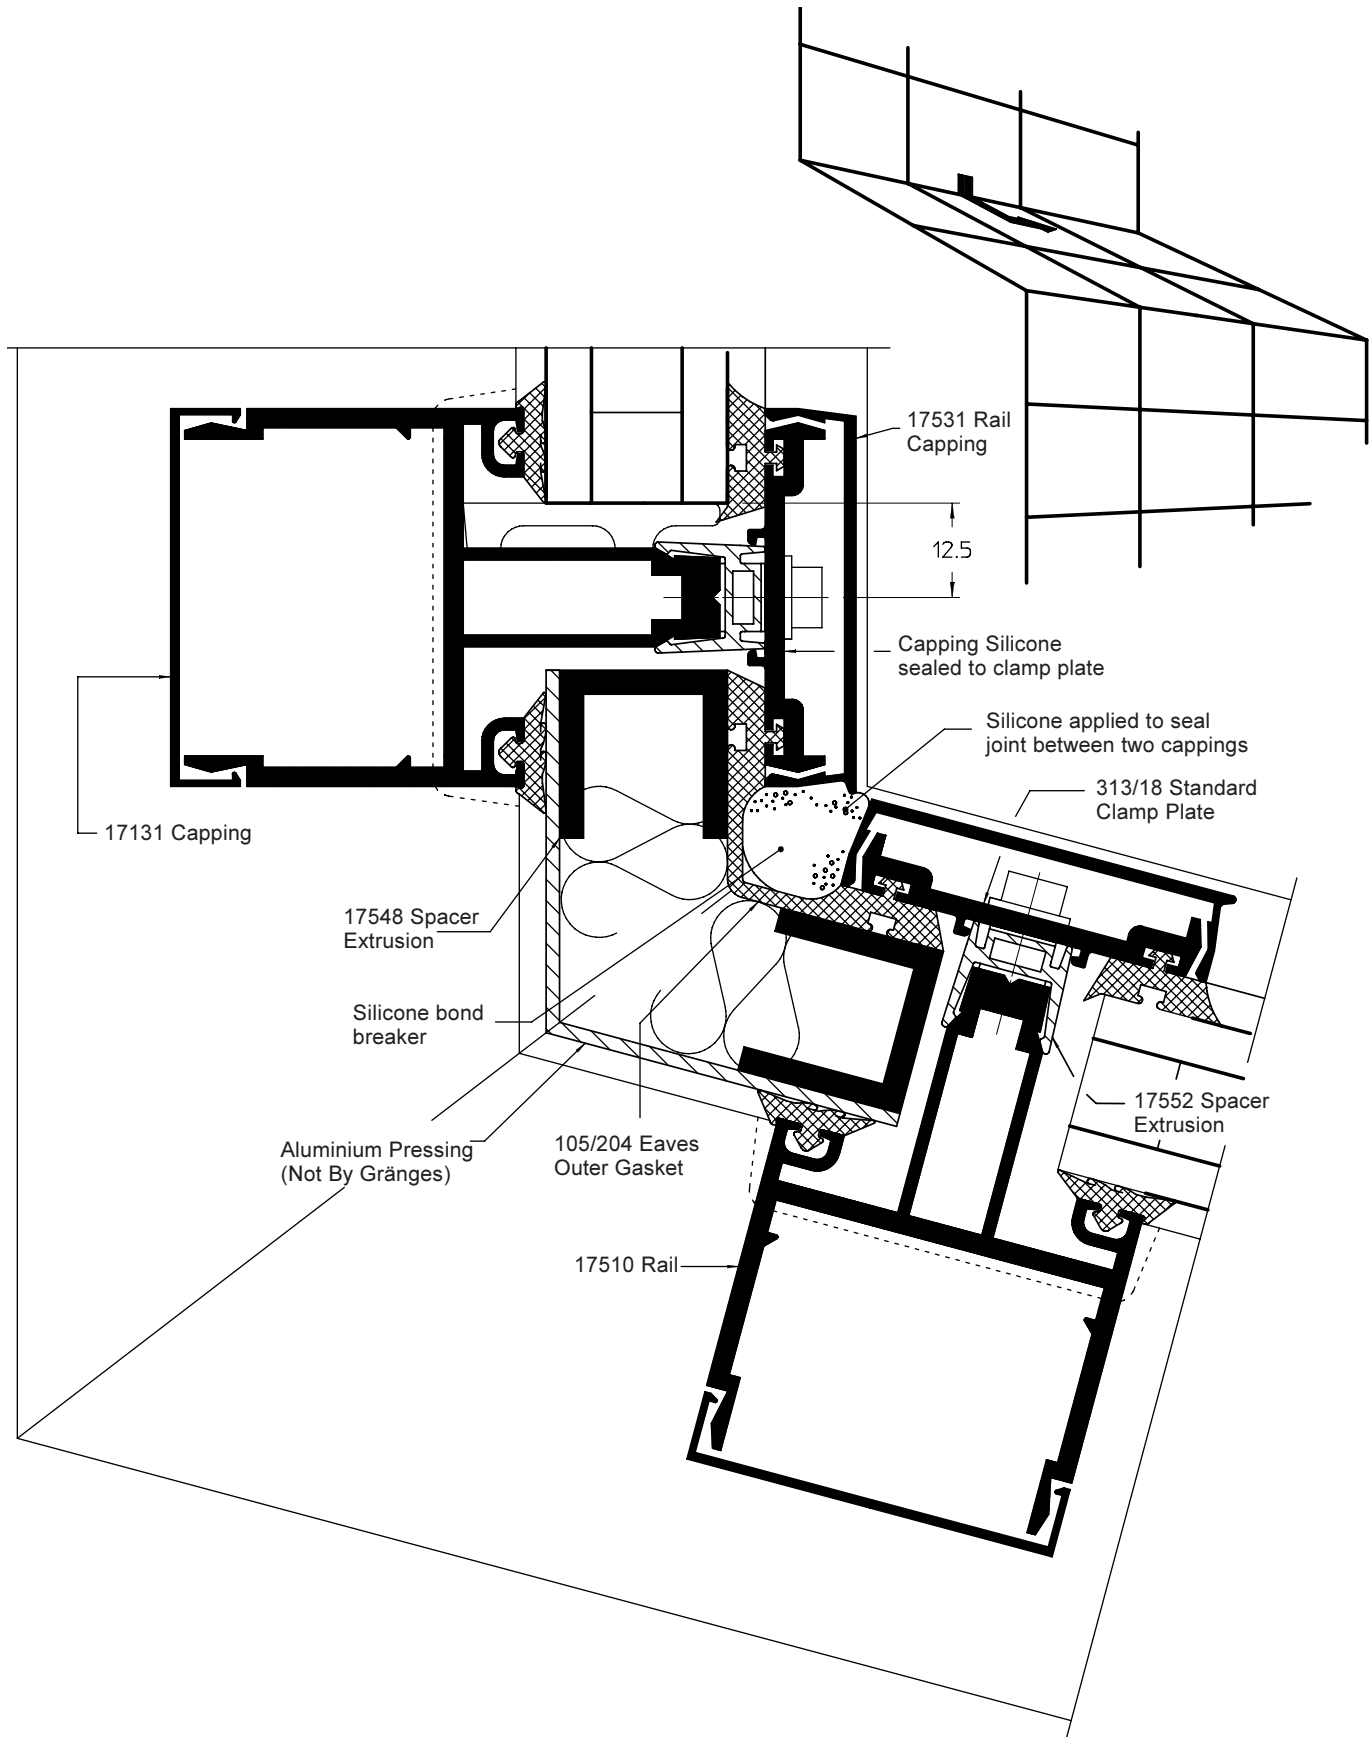 17531 Rail
Capping
12.5
Capping Silicone
sealed to clamp plate
Silicone applied to seal
joint between two cappings
313/18 Standard
Clamp Plate
17131 Capping
17548 Spacer
Extrusion
Silicone bond
breaker
17552 Spacer
Extrusion
Aluminium Pressing
(Not By Gränges)
105/204 Eaves
Outer Gasket
17510 Rail